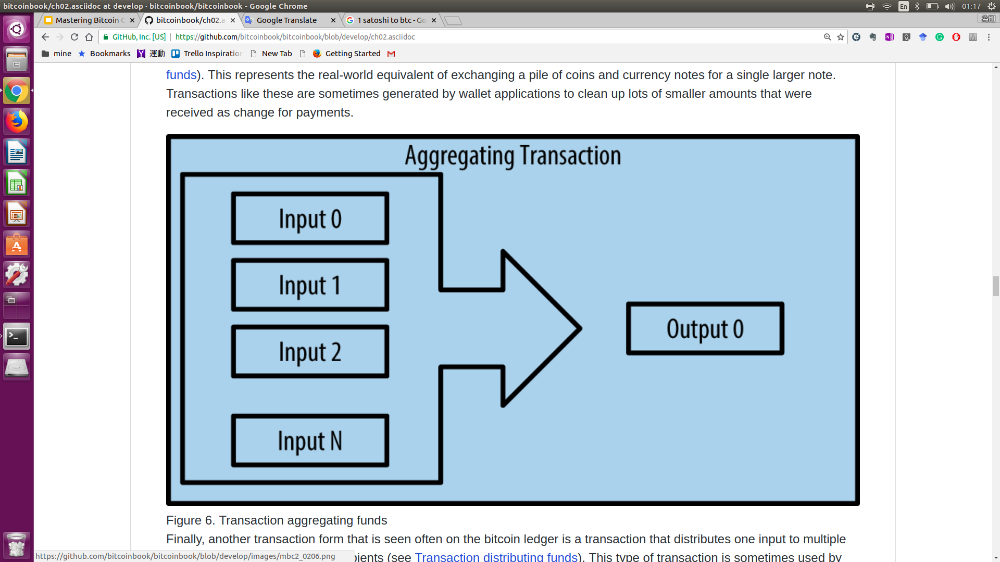 bitcoinbook/ch02.asciidoc at develop · bitcoinbook/bitcoinbook - Google Chrome
En
01:17
Mastering Bitcoin C
bitcoinbook/ch02.a
Google Translate
1 satoshi to btc - Go
為剛
GitHub, Inc. [US]
https://github.com/bitcoinbook/bitcoinbook/blob/develop/ch02.asciidoc
mine
Bookmarks
運動
Trello Inspiration
New Tab
Getting Started
funds). This represents the real-world equivalent of exchanging a pile of coins and currency notes for a single larger note.
Transactions like these are sometimes generated by wallet applications to clean up lots of smaller amounts that were
received as change for payments.
Aggregating Transaction
Input 0
Input 1
Input 2
Input N
Output 0
Figure 6. Transaction aggregating funds
Finally, another transaction form that is seen often on the bitcoin ledger is a transaction that distributes one input to multiple
pients (see Transaction distributing funds). This type of transaction is sometimes used by
https://github.com/bitcoinbook/bitcoinbook/blob/develop/images/mbc2_0206.png